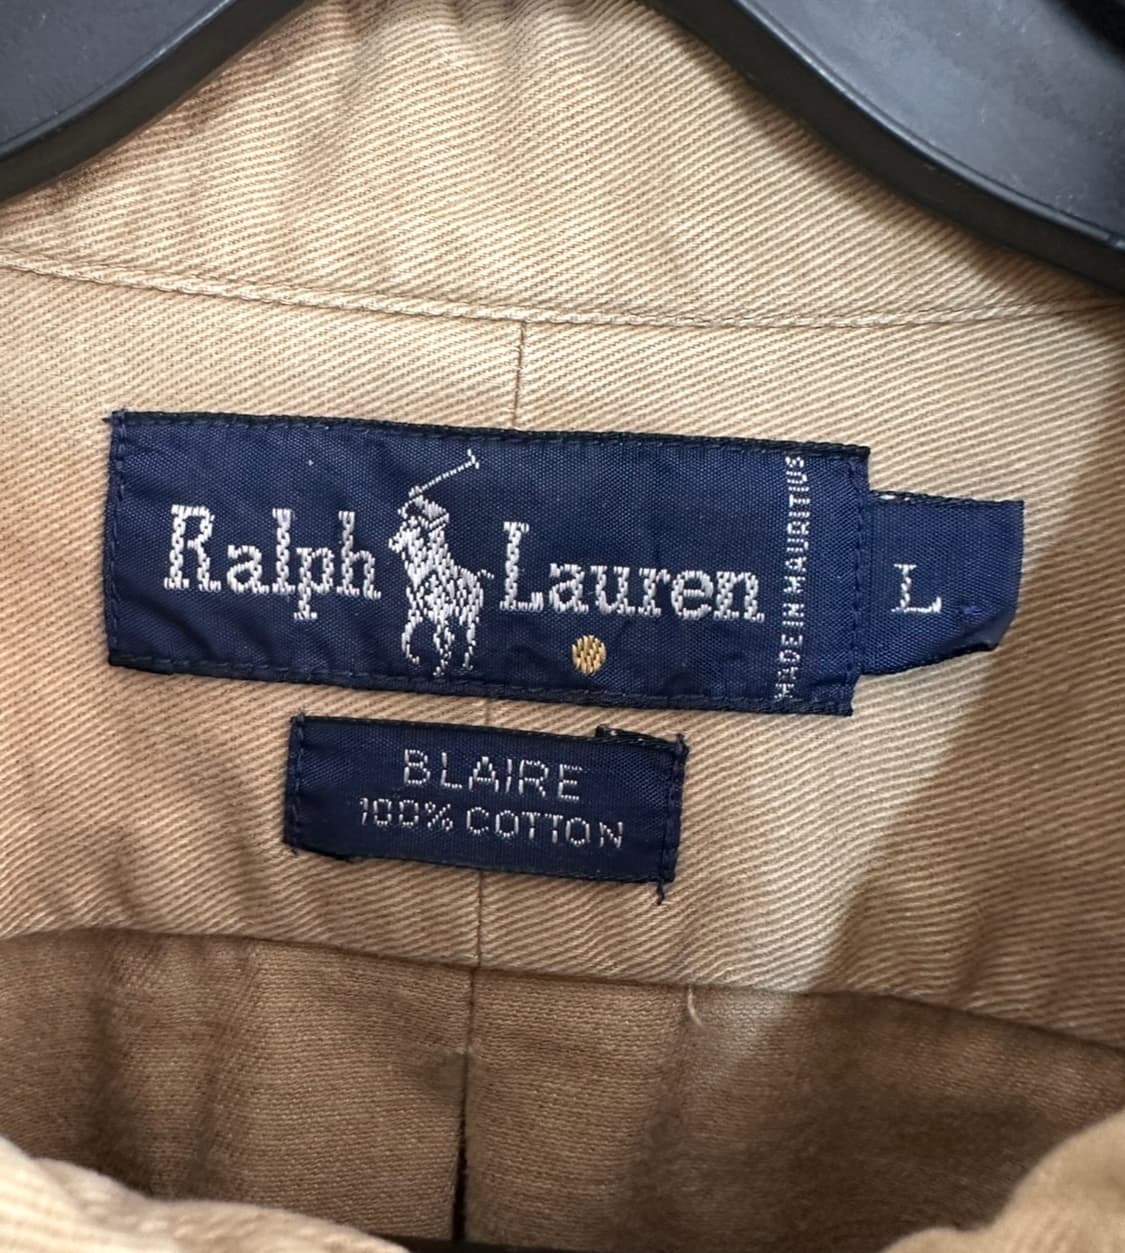 Ralph Lauren
MADE IN MAURITIUS
L
BLAIRE
100% COTTON